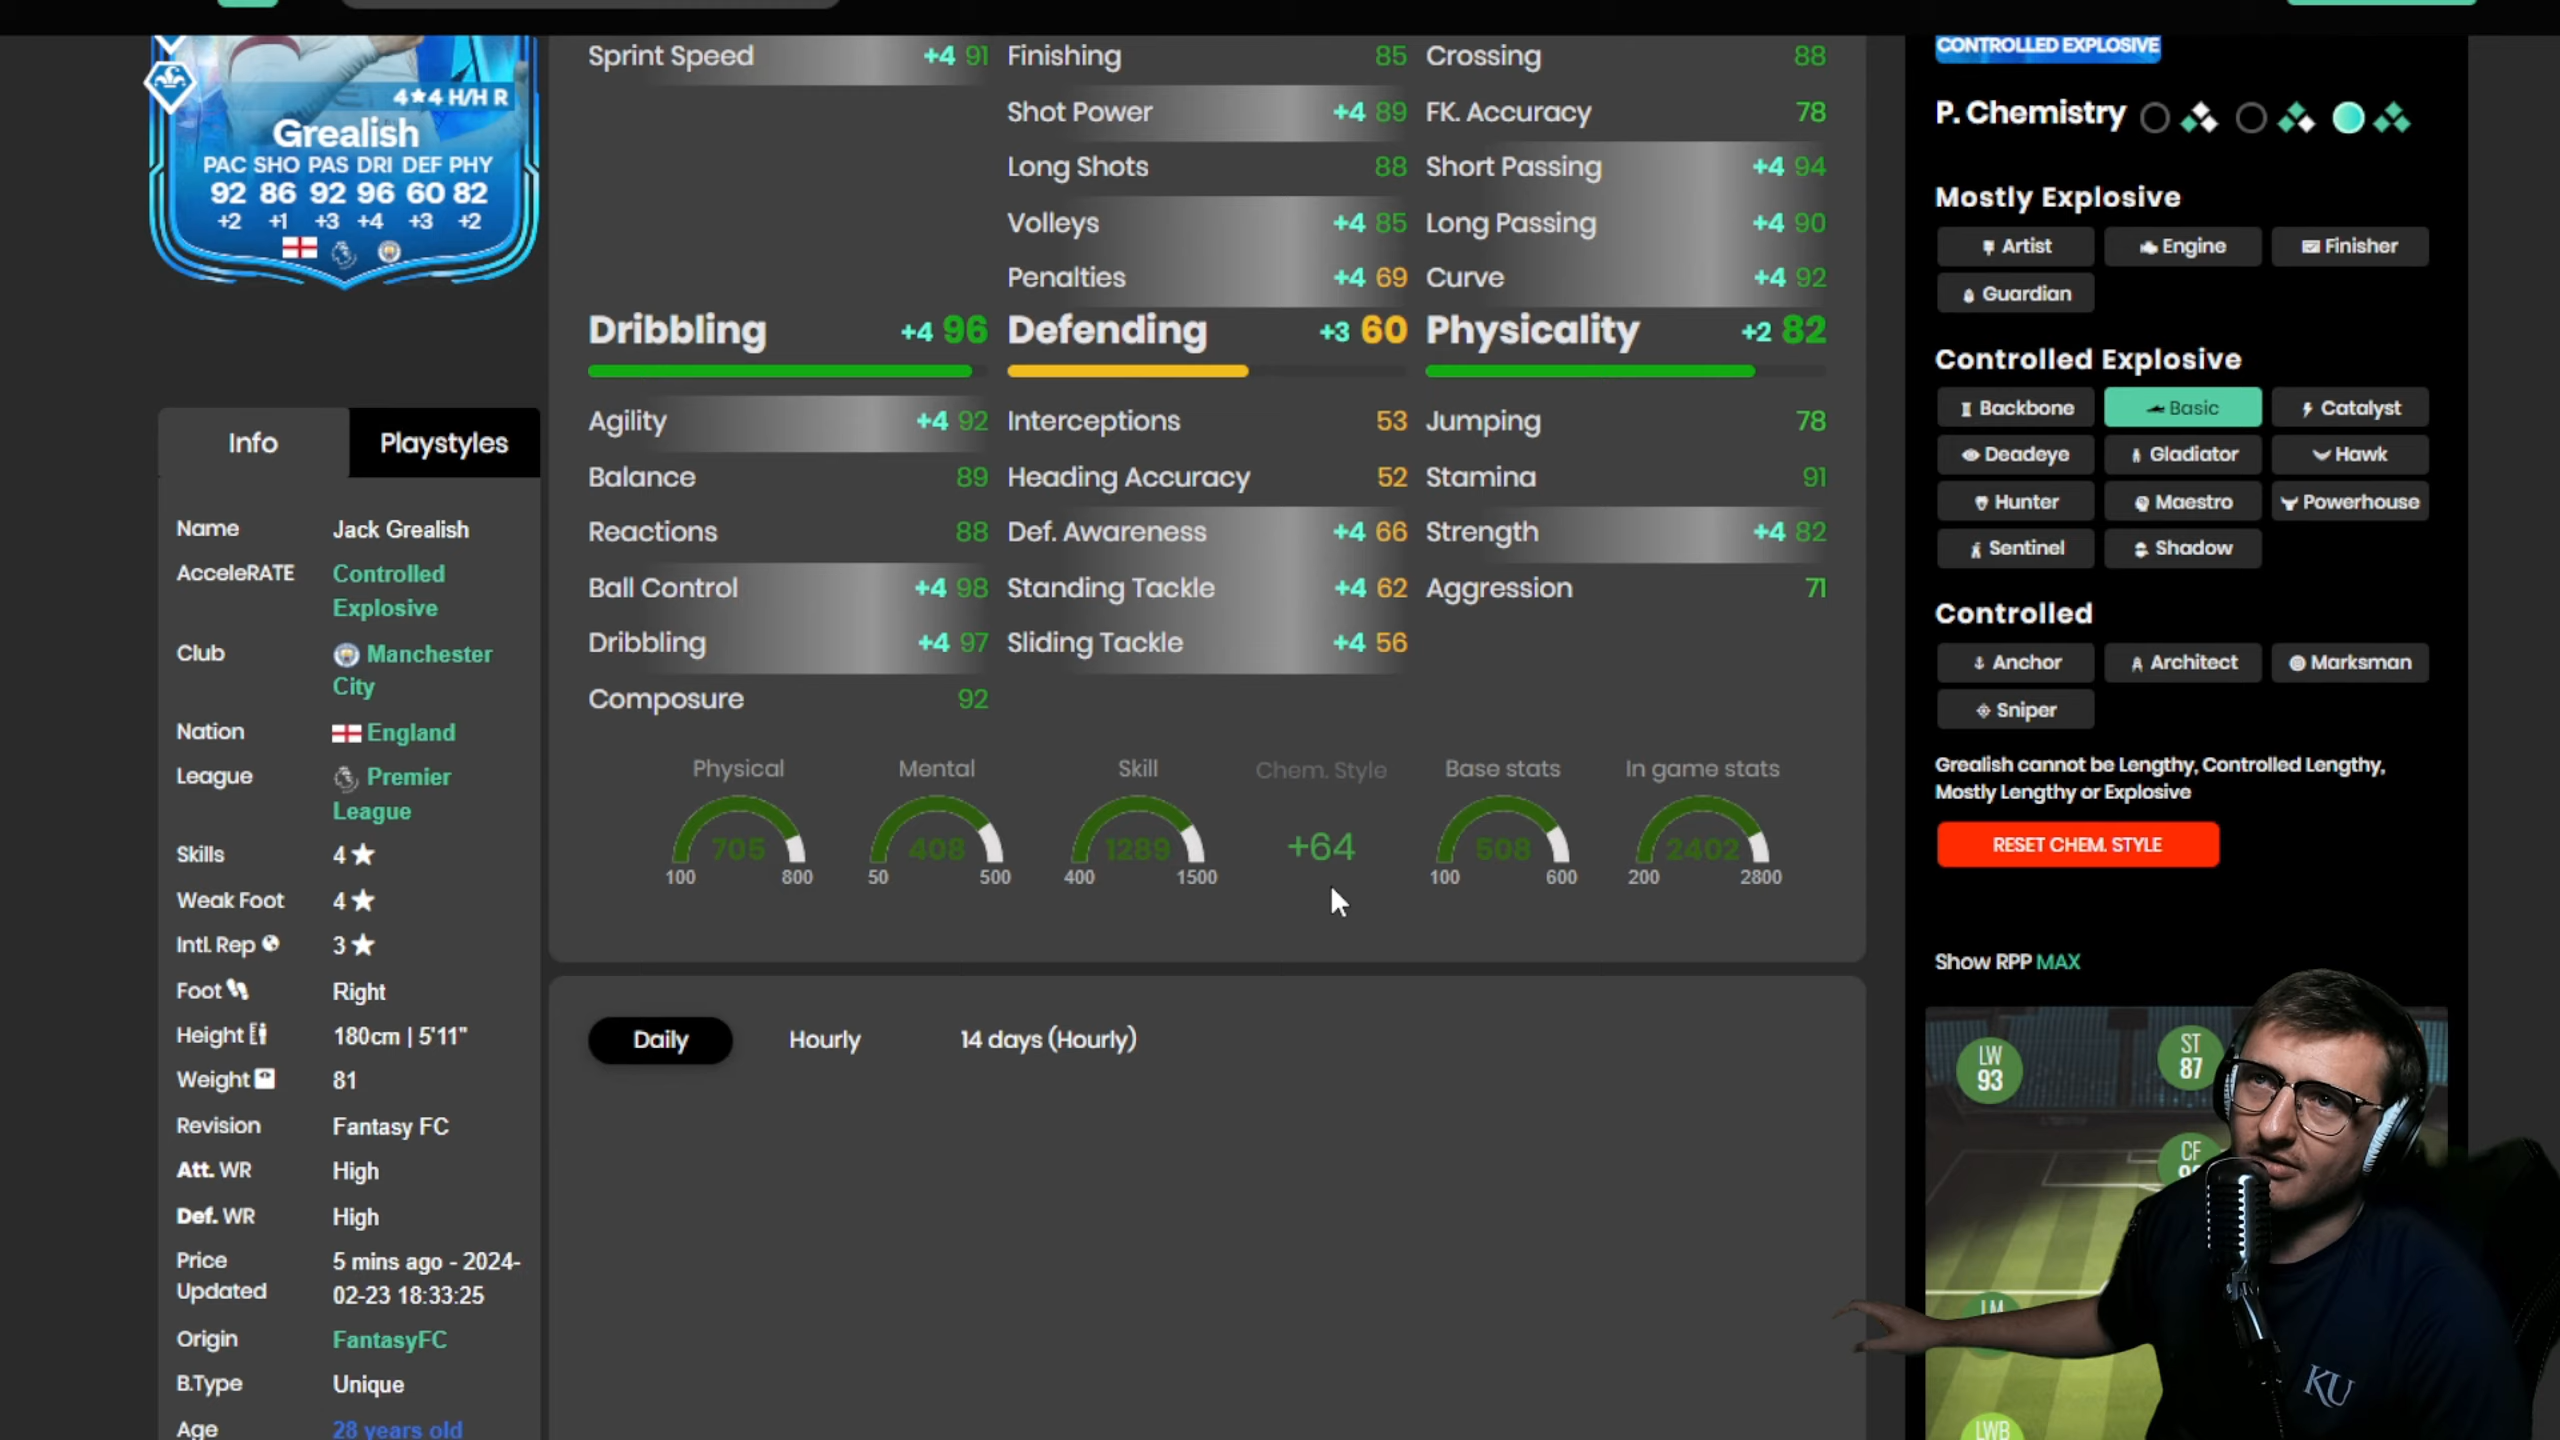 4★4 H/H R
Grealish
PAC SHO PAS DRI DEF PHY
92 86 92 96 60 82
+2 +1 +3 +4 +3 +2
Info Playstyles
Name Jack Grealish
AcceleRATE Controlled
Explosive
Club Manchester
City
Nation England
League Premier
League
Skills 4★
Weak Foot 4★
Intl. Rep 3★
Foot Right
Height 180cm | 5'11"
Weight 81
Revision Fantasy FC
Att. WR High
Def. WR High
Price 5 mins ago - 2024-
Updated 02-23 18:33:25
Origin FantasyFC
B.Type Unique
Age 28 years old
Sprint Speed +4 91
Finishing 85
Shot Power +4 89
Long Shots 88
Volleys +4 85
Penalties +4 69
Crossing 88
FK. Accuracy 78
Short Passing +4 94
Long Passing +4 90
Curve +4 92
Dribbling +4 96
Agility +4 92
Balance 89
Reactions 88
Ball Control +4 98
Dribbling +4 97
Composure 92
Defending +3 60
Interceptions 53
Heading Accuracy 52
Def. Awareness +4 66
Standing Tackle +4 62
Sliding Tackle +4 56
Physicality +2 82
Jumping 78
Stamina 91
Strength +4 82
Aggression 71
Physical Mental Skill Chem. Style Base stats In game stats
705 408 1289 +64 508 2402
100 800 50 500 400 1500 100 600 200 2800
Daily Hourly 14 days (Hourly)
CONTROLLED EXPLOSIVE
P. Chemistry
Mostly Explosive
Artist Engine Finisher
Guardian
Controlled Explosive
Backbone Basic Catalyst
Deadeye Gladiator Hawk
Hunter Maestro Powerhouse
Sentinel Shadow
Controlled
Anchor Architect Marksman
Sniper
Grealish cannot be Lengthy, Controlled Lengthy,
Mostly Lengthy or Explosive
RESET CHEM. STYLE
Show RPP MAX
LW
93
ST
87
CF
LM
LWB
KU